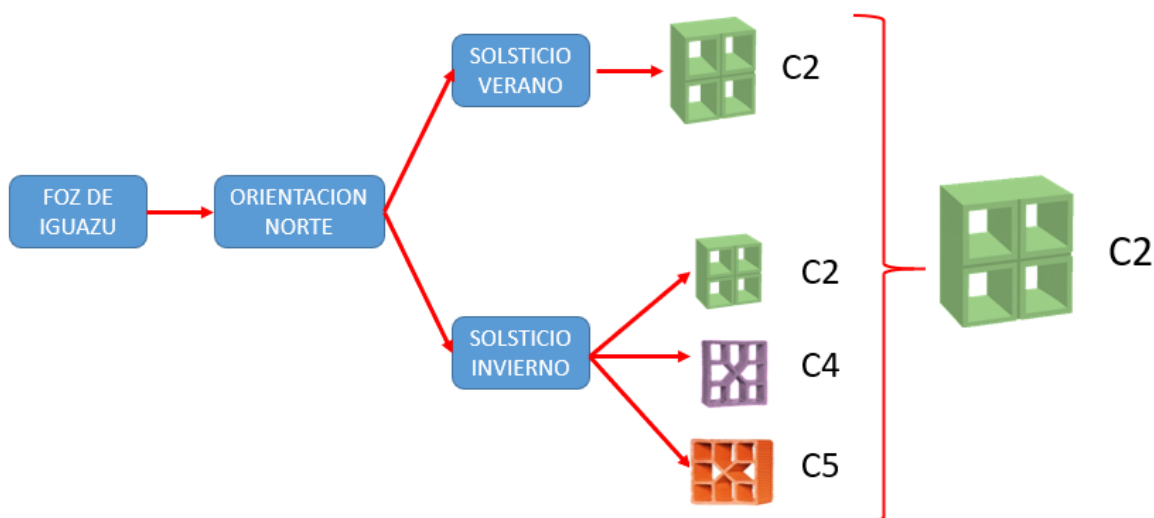 FOZ DE
IGUAZU
ORIENTACION
NORTE
SOLSTICIO
VERANO
C2
SOLSTICIO
INVIERNO
C2
C4
C5
C2